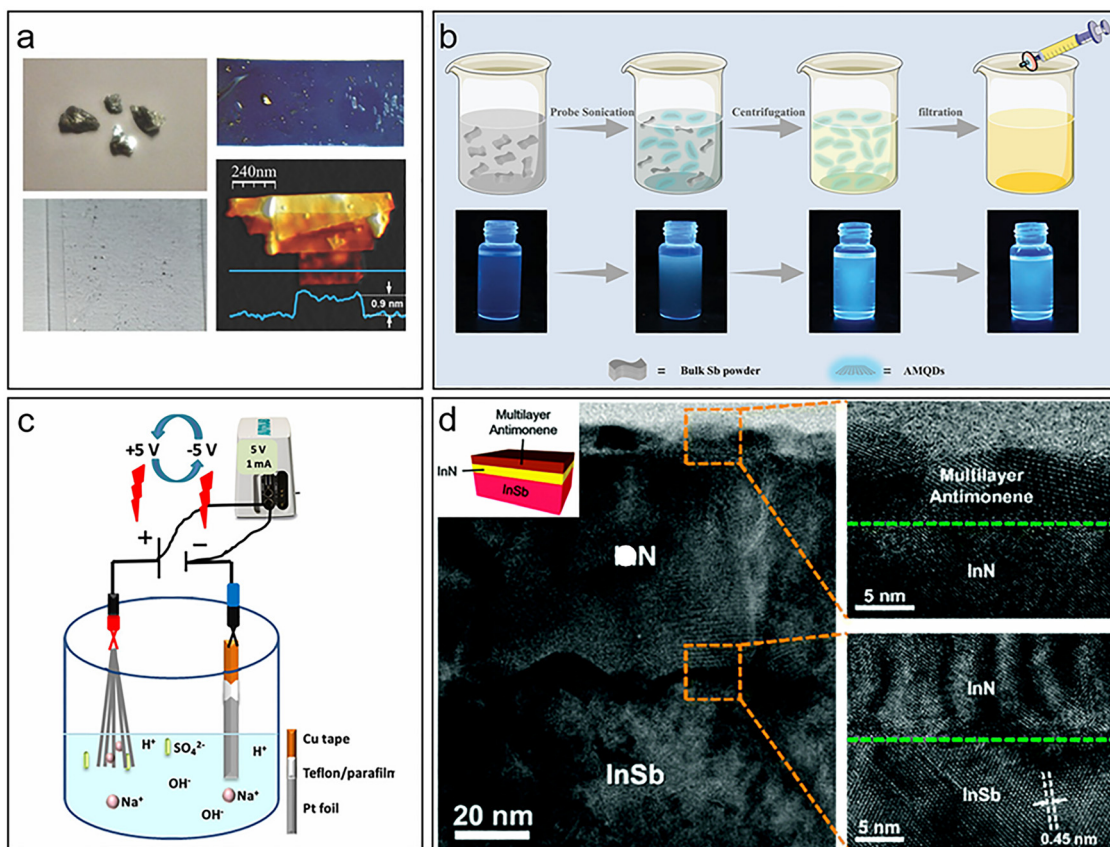 a
240nm
0.9 nm
b
Probe Sonication
Centrifugation
filtration
= Bulk Sb powder
= AMQDs
c
+5 V
-5 V
5 V
1 mA
-
+
−
H⁺
SO₄²⁻
H⁺
OH⁻
Na⁺
OH⁻
Na⁺
Cu tape
Teflon/parafilm
Pt foil
d
Multilayer
Antimonene
InN
InSb
InN
InSb
20 nm
Multilayer
Antimonene
InN
5 nm
InN
InSb
5 nm
0.45 nm